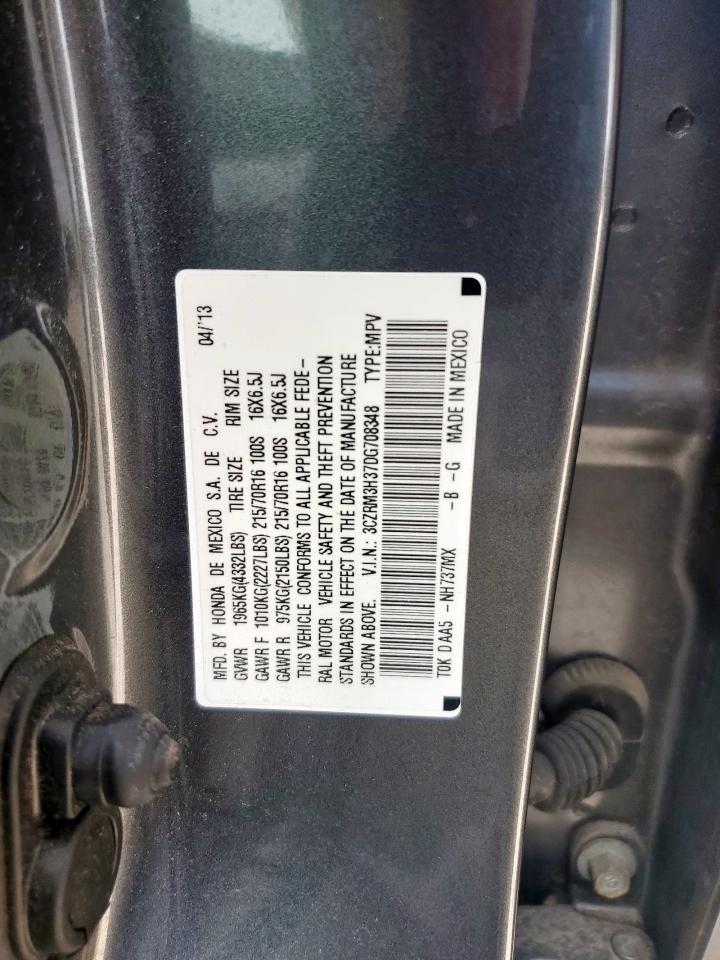 MFD. BY HONDA DE MEXICO S.A. DE C.V. 04/'13
GVWR 1965KG(4332LBS) TIRE SIZE RIM SIZE
GAWR F 1010KG(2227LBS) 215/70R16 100S 16X6.5J
GAWR R 975KG(2150LBS) 215/70R16 100S 16X6.5J
THIS VEHICLE CONFORMS TO ALL APPLICABLE FEDE–
RAL MOTOR VEHICLE SAFETY AND THEFT PREVENTION
STANDARDS IN EFFECT ON THE DATE OF MANUFACTURE
SHOWN ABOVE. V.I.N.: 3CZRM3H37DG708348 TYPE:MPV
T0K D AA5 -NH737MX -B -G MADE IN MEXICO